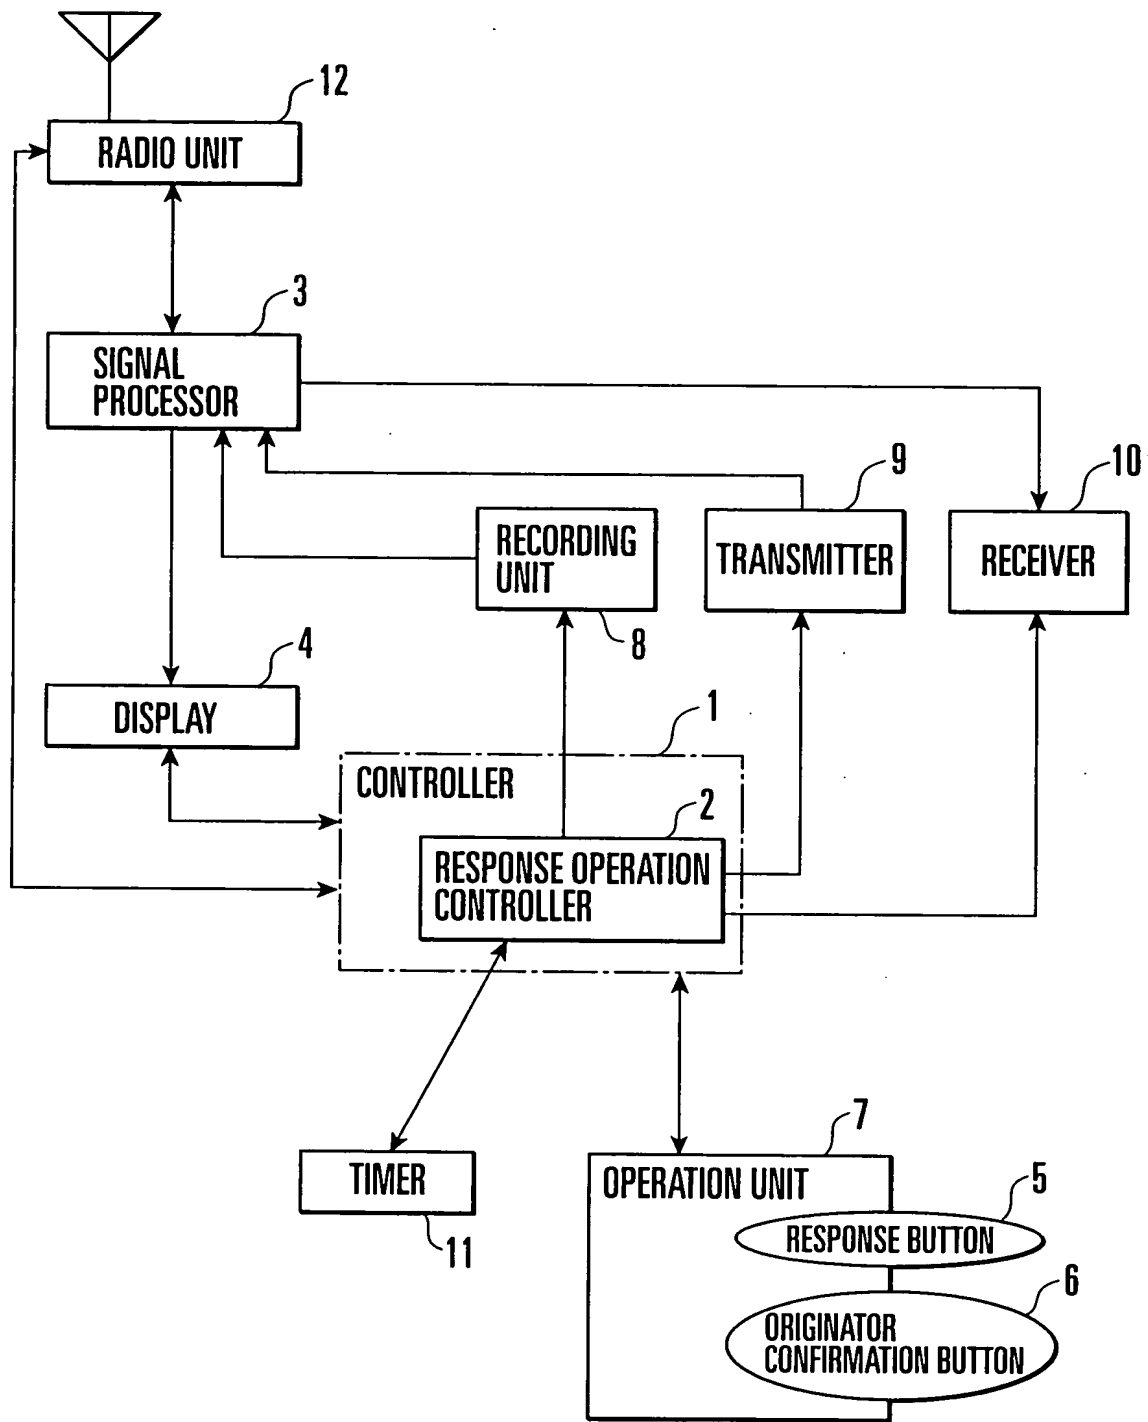 12
RADIO UNIT
3
SIGNAL
PROCESSOR
9
10
RECORDING
UNIT
TRANSMITTER
RECEIVER
8
4
DISPLAY
1
CONTROLLER
2
RESPONSE OPERATION
CONTROLLER
7
TIMER
OPERATION UNIT
5
11
RESPONSE BUTTON
6
ORIGINATOR
CONFIRMATION BUTTON